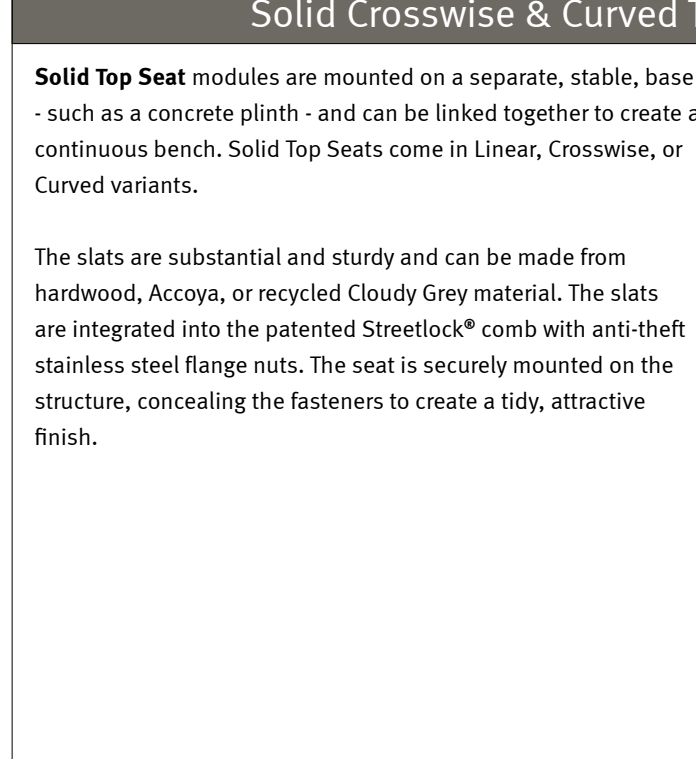 Solid Crosswise & Curved
Solid Top Seat modules are mounted on a separate, stable, base
- such as a concrete plinth - and can be linked together to create a
continuous bench. Solid Top Seats come in Linear, Crosswise, or
Curved variants.
The slats are substantial and sturdy and can be made from
hardwood, Accoya, or recycled Cloudy Grey material. The slats
are integrated into the patented Streetlock® comb with anti-theft
stainless steel flange nuts. The seat is securely mounted on the
structure, concealing the fasteners to create a tidy, attractive
finish.